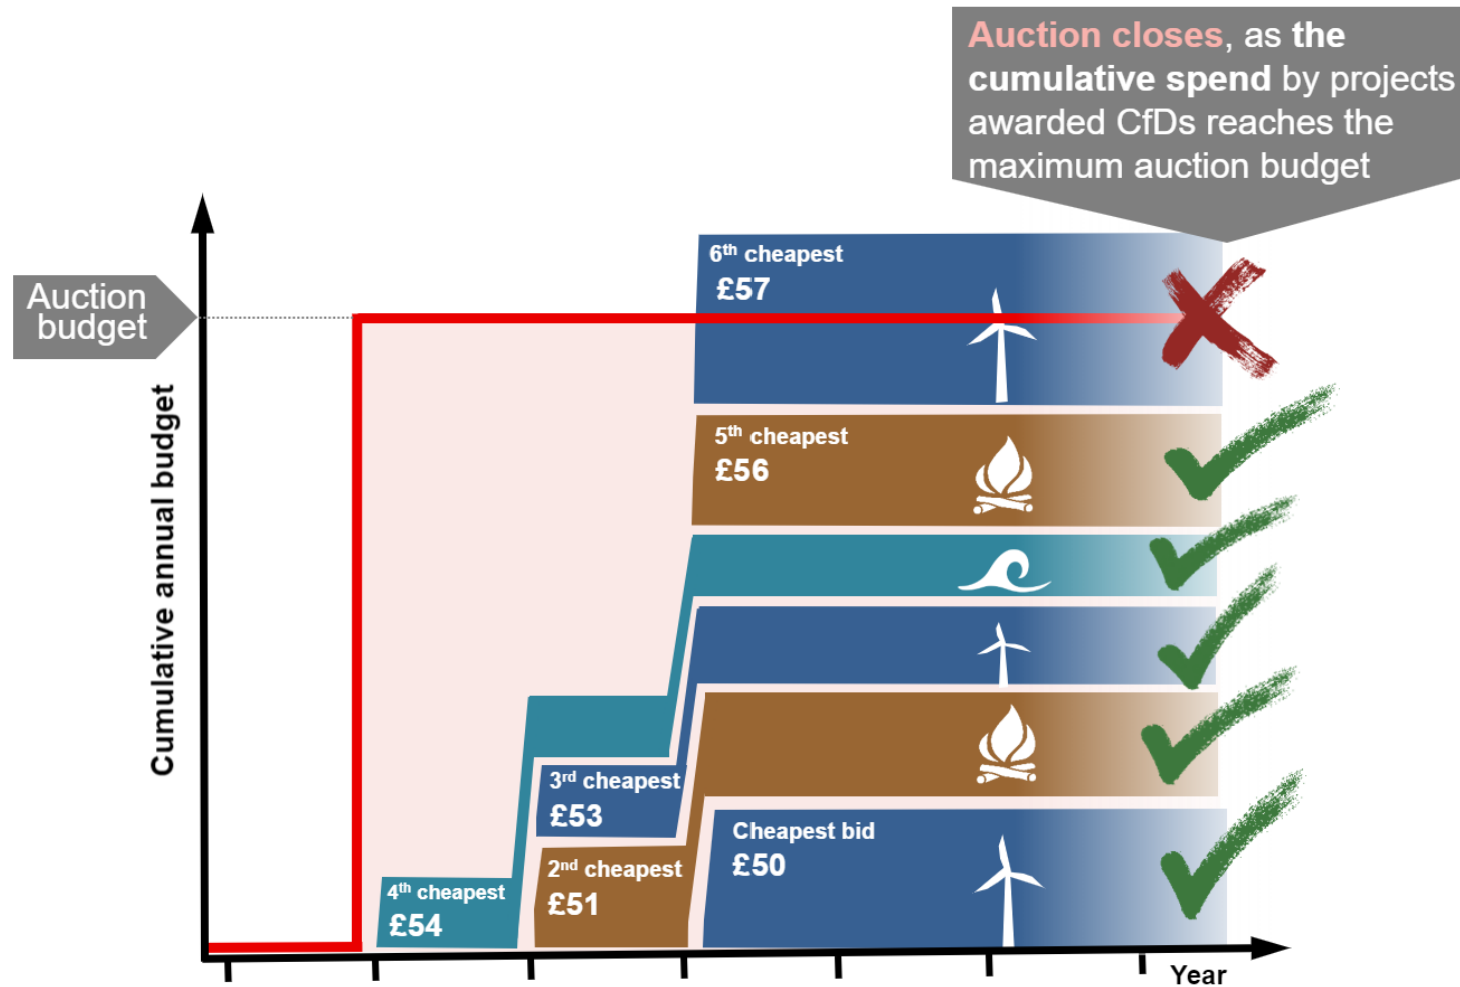 Auction closes, as the
cumulative spend by projects
awarded CfDs reaches the
maximum auction budget
Auction
budget
Cumulative annual budget
6th cheapest
£57
5th cheapest
£56
3rd cheapest
£53
Cheapest bid
£50
2nd cheapest
£51
4th cheapest
£54
Year